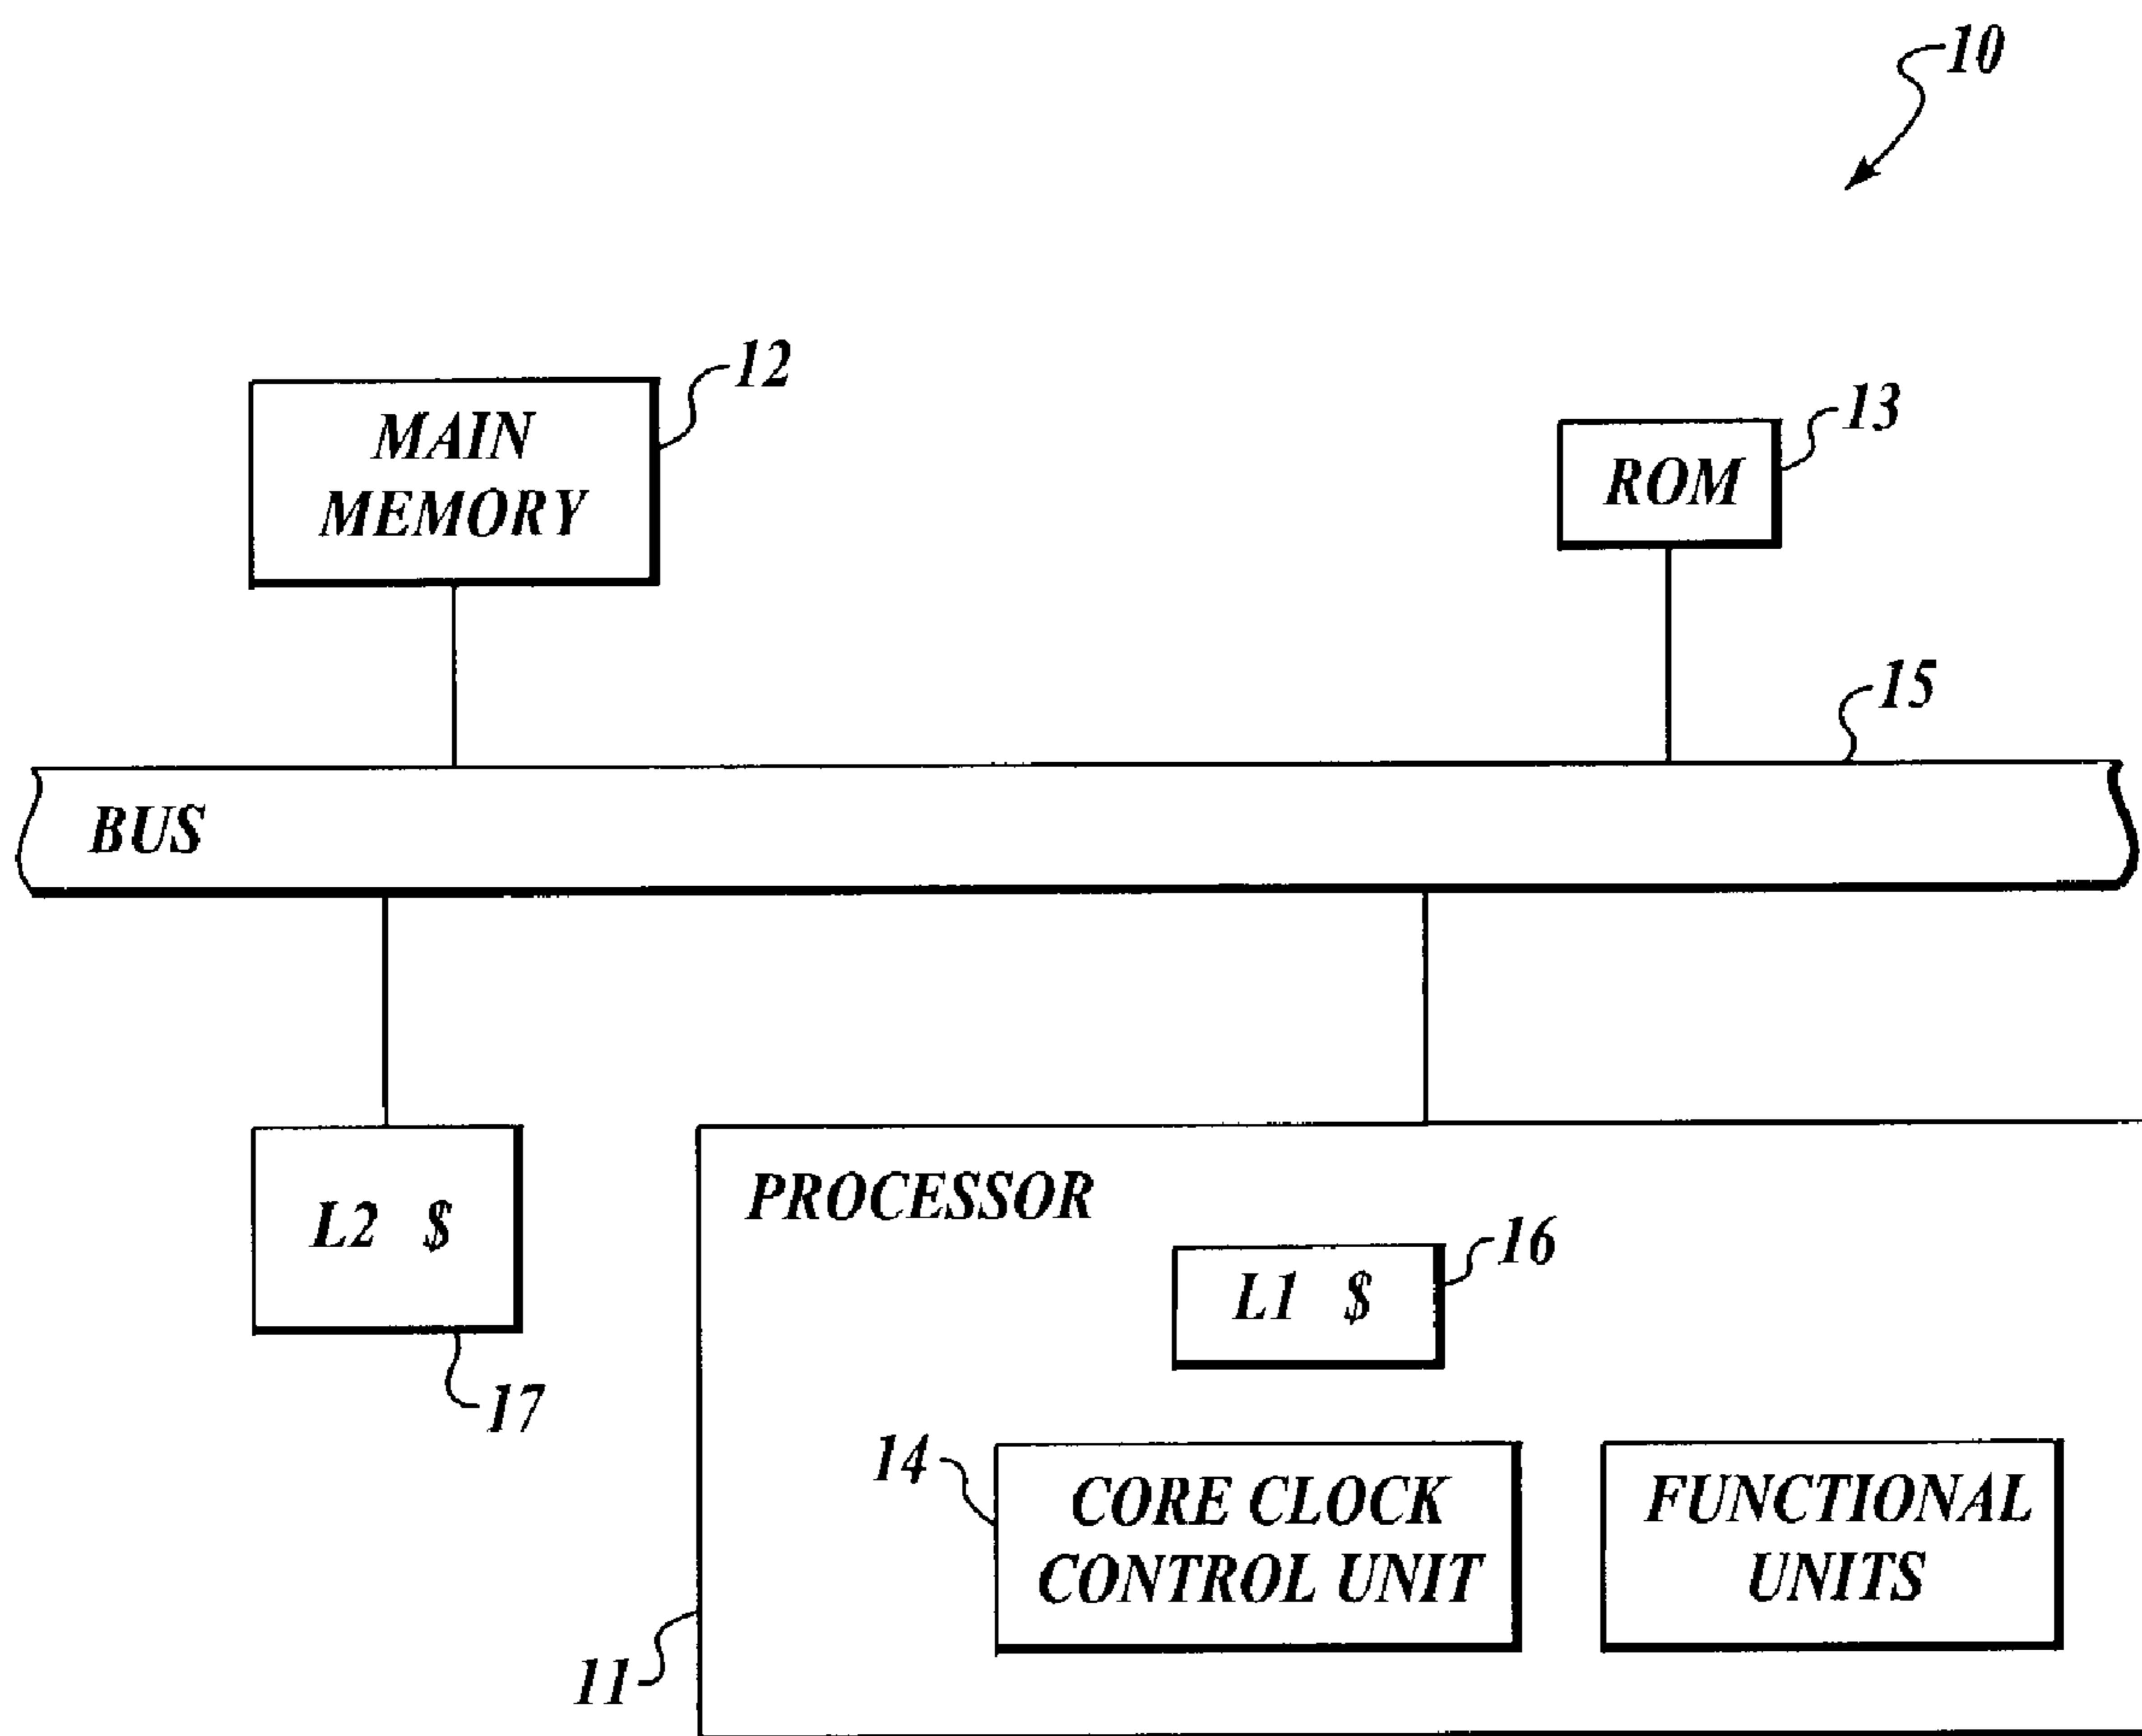 10
12
MAIN
MEMORY
13
ROM
15
BUS
L2 $
17
PROCESSOR
L1 $
16
14
CORE CLOCK
CONTROL UNIT
FUNCTIONAL
UNITS
11